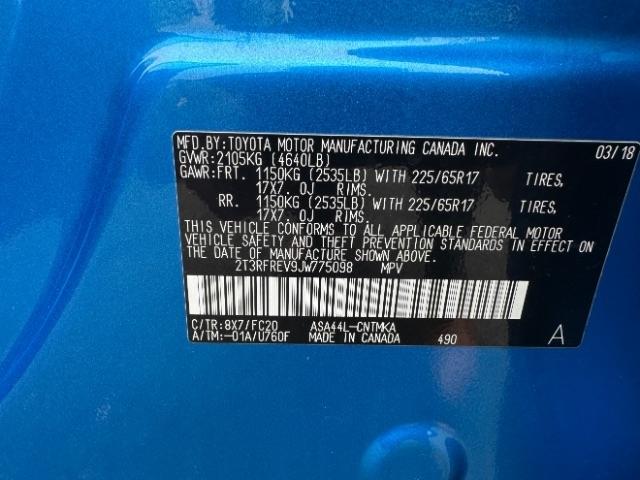 MFD.BY:TOYOTA MOTOR MANUFACTURING CANADA INC. 03/18
GVWR:2105KG (4640LB)
GAWR:FRT. 1150KG (2535LB) WITH 225/65R17 TIRES,
17X7.0J RIMS.
RR. 1150KG (2535LB) WITH 225/65R17 TIRES,
17X7.0J RIMS.
THIS VEHICLE CONFORMS TO ALL APPLICABLE FEDERAL MOTOR
VEHICLE SAFETY AND THEFT PREVENTION STANDARDS IN EFFECT ON
THE DATE OF MANUFACTURE SHOWN ABOVE.
2T3RFREV9JW775098 MPV
C/TR:8X7/FC20 ASA44L-CNTMKA
A/TM:-01A/U760F MADE IN CANADA 490 A